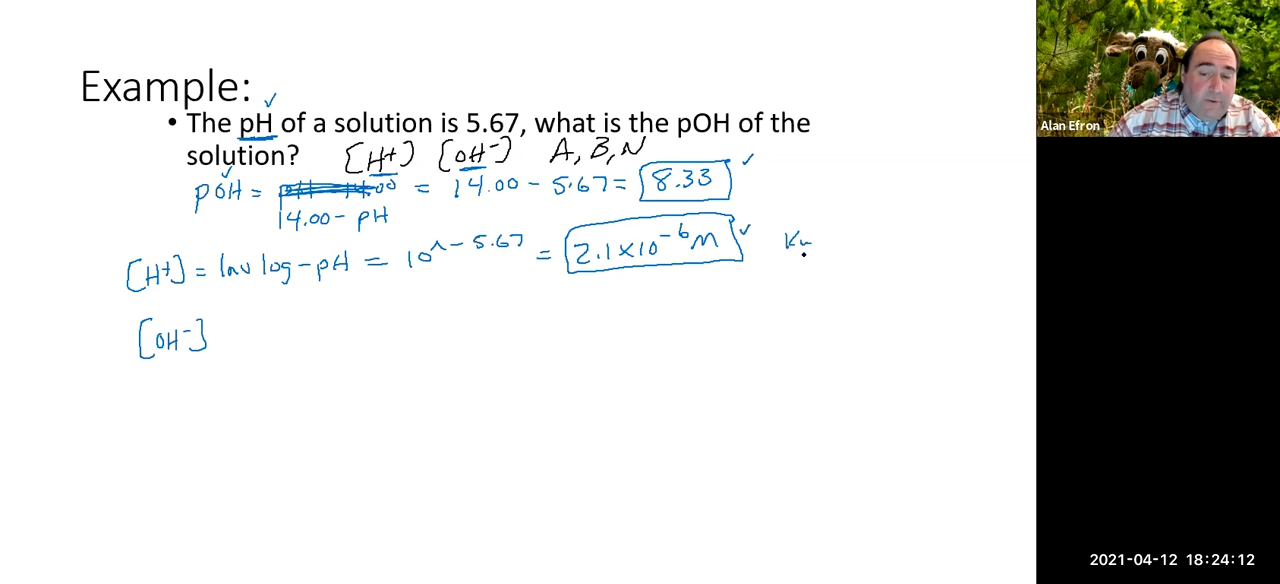 Example:
• The pH of a solution is 5.67, what is the pOH of the
solution? [H+] [OH-] A, B, N
pOH = = 14.00 - 5.67 = 8.33
14.00 - pH
[H+] = Inv log - pH = 10^-5.67 = 2.1 x 10-6 M
[OH-]
Alan Efron
2021-04-12 18:24:12